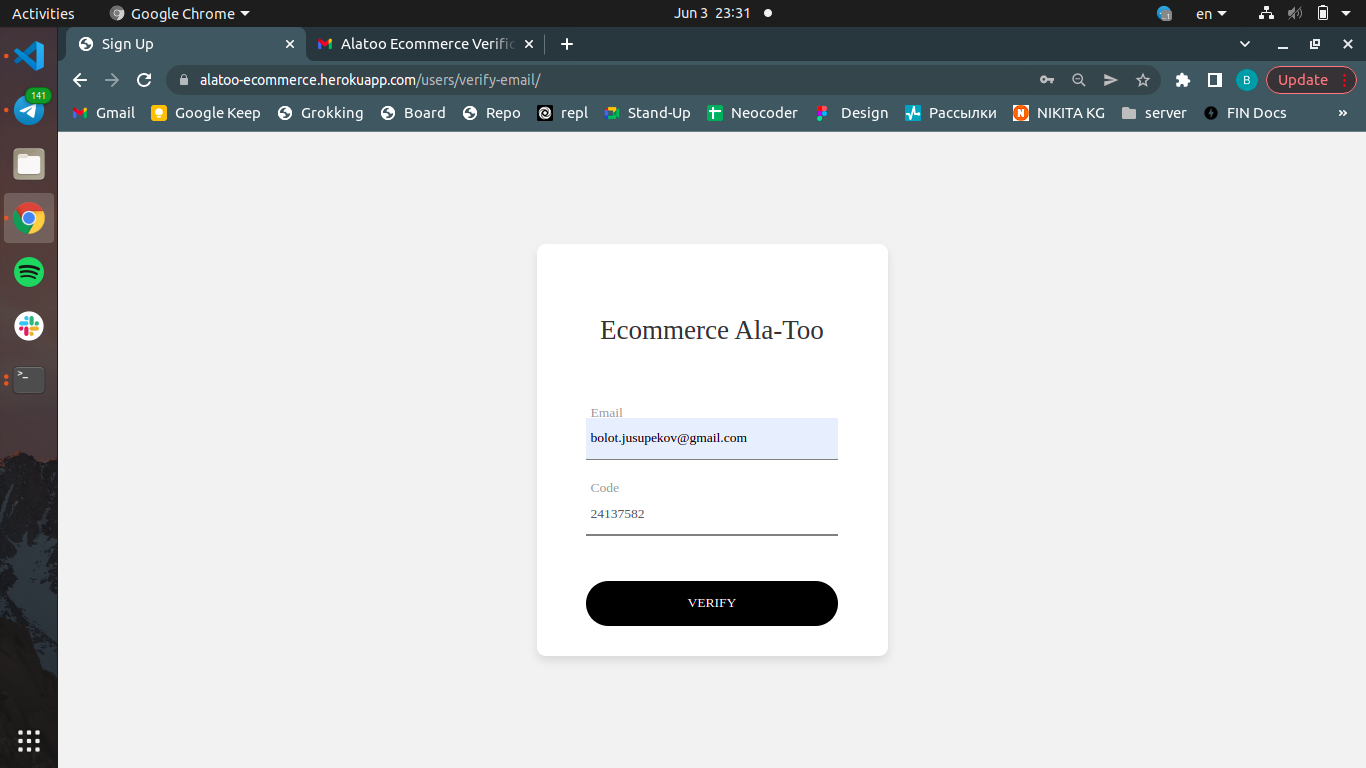 Activities Google Chrome Jun 3 23:31 en
Sign Up Alatoo Ecommerce Verific
alatoo-ecommerce.herokuapp.com/users/verify-email/ B Update
Gmail Google Keep Grokking Board Repo repl Stand-Up Neocoder Design Рассылки NIKITA KG server FIN Docs »
141
Ecommerce Ala-Too
Email
bolot.jusupekov@gmail.com
Code
24137582
VERIFY